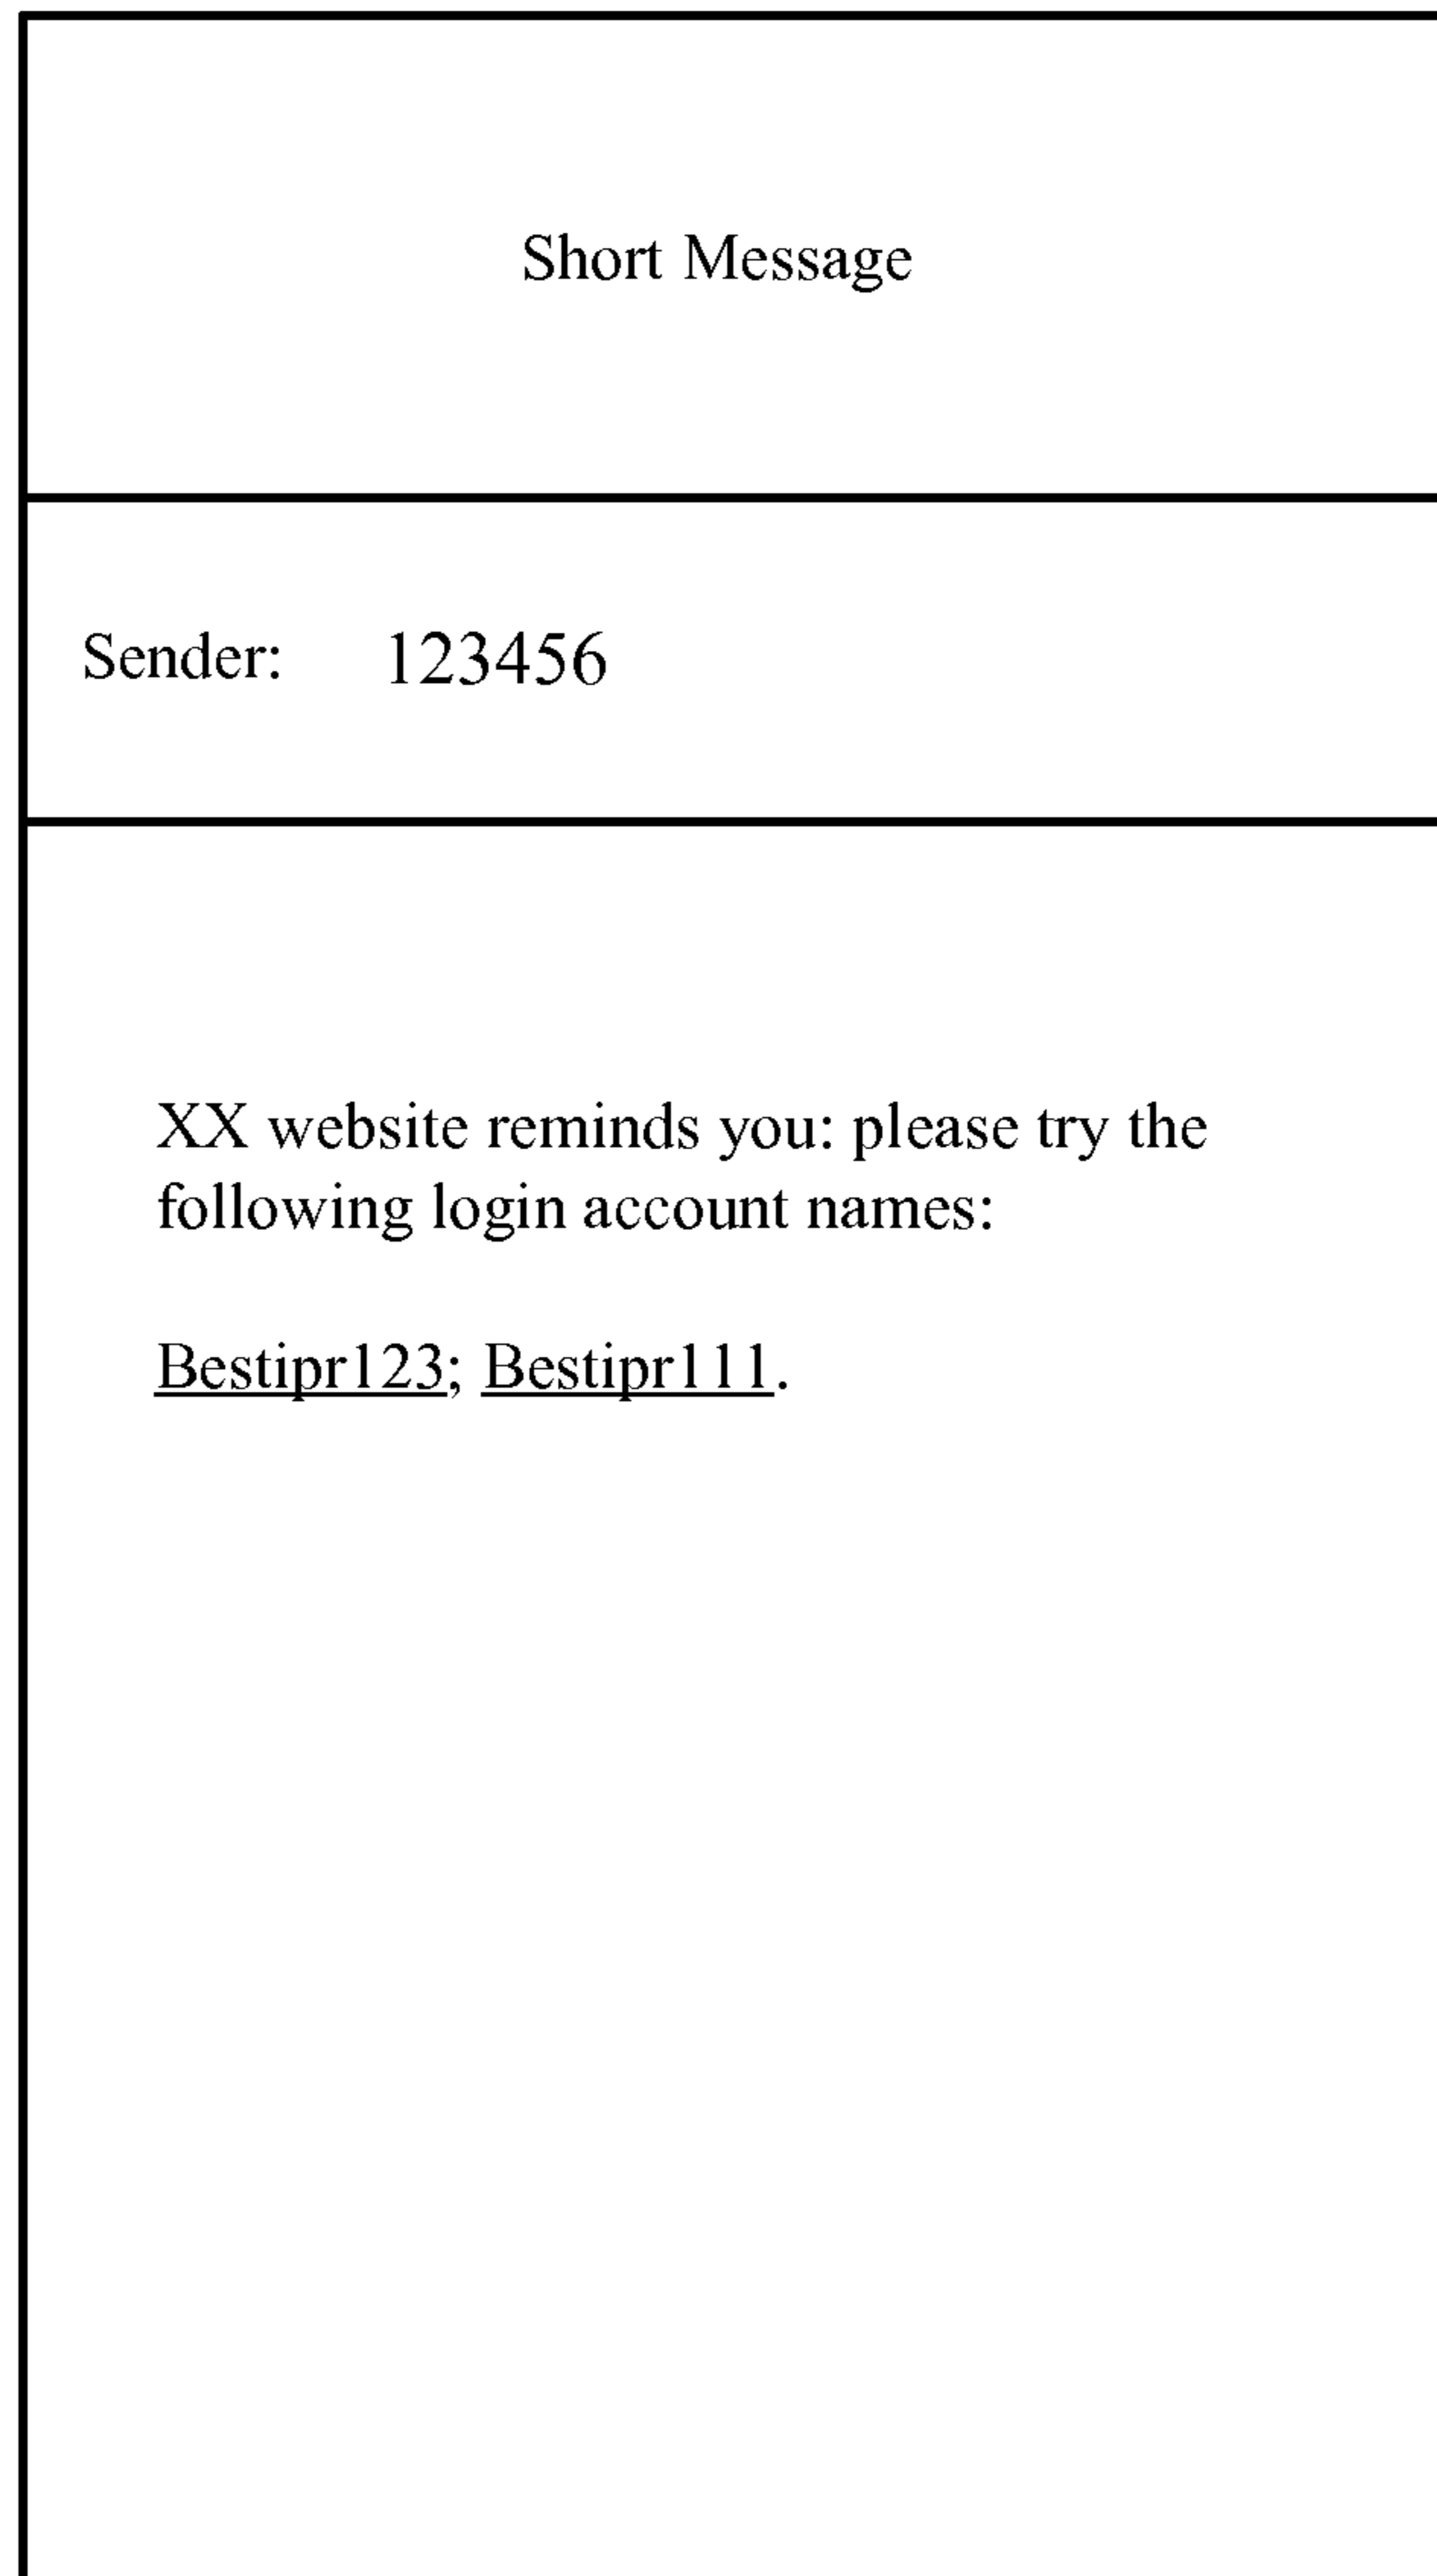 Short Message
Sender: 123456
XX website reminds you: please try the
following login account names:
Bestipr123; Bestipr111.